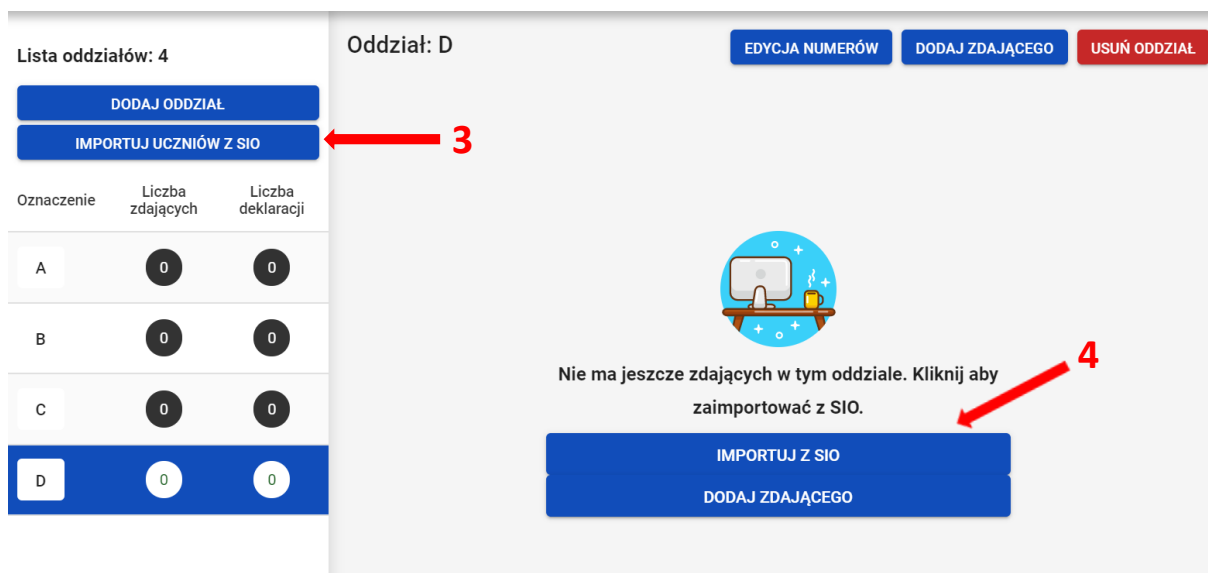 Lista oddziałów: 4
DODAJ ODDZIAŁ
IMPORTUJ UCZNIÓW Z SIO
3
Oznaczenie
Liczba
zdających
Liczba
deklaracji
A 0 0
B 0 0
C 0 0
D 0 0
Oddział: D
EDYCJA NUMERÓW
DODAJ ZDAJĄCEGO
USUŃ ODDZIAŁ
Nie ma jeszcze zdających w tym oddziale. Kliknij aby
zaimportować z SIO.
4
IMPORTUJ Z SIO
DODAJ ZDAJĄCEGO